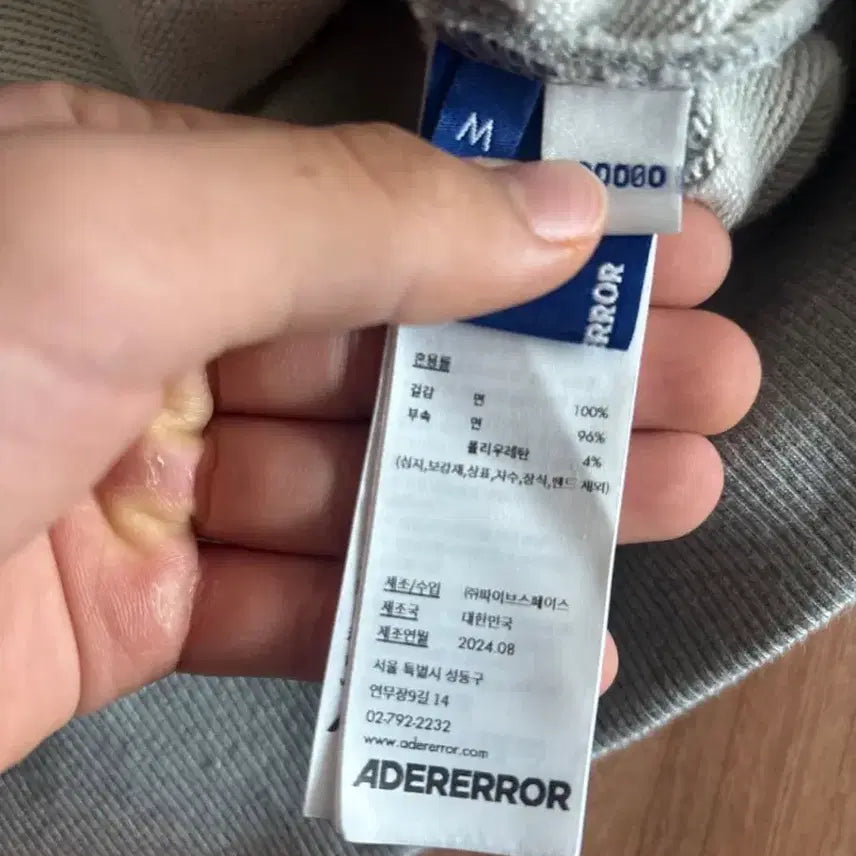 M
0000
ERROR
혼용률
겉감 면 100%
부속 면 96%
폴리우레탄 4%
(심지,보강재,상표,자수,장식,밴드 제외)
제조/수입 ㈜파이브스페이스
제조국 대한민국
제조연월 2024.08
서울 특별시 성동구
연무장9길 14
02-792-2232
www.adererror.com
ADERERROR